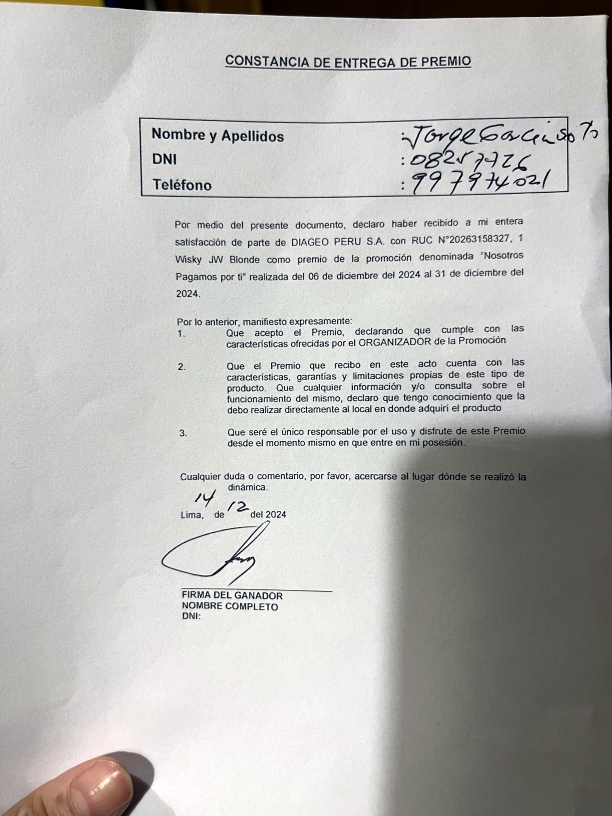 CONSTANCIA DE ENTREGA DE PREMIO
Nombre y Apellidos : Jorge Garcia Soto
DNI :
Teléfono : 997974021
Por medio del presente documento, declaro haber recibido a mi entera
satisfacción de parte de DIAGEO PERU S.A. con RUC N°20263158327, 1
Wisky JW Blonde como premio de la promoción denominada "Nosotros
Pagamos por ti" realizada del 06 de diciembre del 2024 al 31 de diciembre del
2024.
Por lo anterior, manifiesto expresamente:
1. Que acepto el Premio, declarando que cumple con las
características ofrecidas por el ORGANIZADOR de la Promoción
2. Que el Premio que recibo en este acto cuenta con las
características, garantías y limitaciones propias de este tipo de
producto. Que cualquier información y/o consulta sobre el
funcionamiento del mismo, declaro que tengo conocimiento que la
debo realizar directamente al local en donde adquirí el producto
3. Que seré el único responsable por el uso y disfrute de este Premio
desde el momento mismo en que entre en mi posesión.
Cualquier duda o comentario, por favor, acercarse al lugar dónde se realizó la
dinámica.
Lima, 14 de 12 del 2024
FIRMA DEL GANADOR
NOMBRE COMPLETO
DNI: